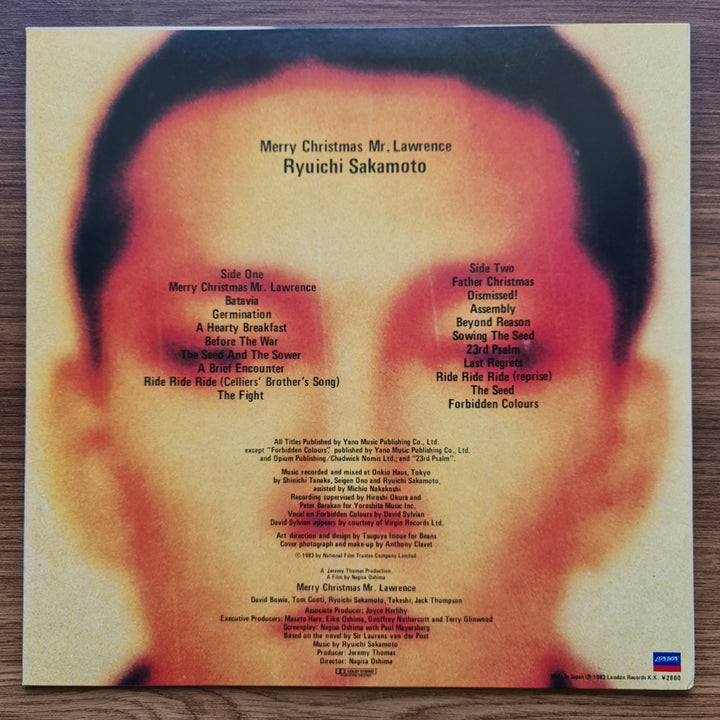 Merry Christmas Mr. Lawrence
Ryuichi Sakamoto
Side One
Merry Christmas Mr. Lawrence
Batavia
Germination
A Hearty Breakfast
Before The War
The Seed And The Sower
A Brief Encounter
Ride Ride Ride (Celliers' Brother's Song)
The Fight
Side Two
Father Christmas
Dismissed!
Assembly
Beyond Reason
Sowing The Seed
23rd Psalm
Last Regrets
Ride Ride Ride (reprise)
The Seed
Forbidden Colours
All Titles Published by Yano Music Publishing Co., Ltd.
except "Forbidden Colours", published by Yano Music Publishing Co., Ltd.
and Opium Publishing/Chadwick Nomis Ltd.; and "23rd Psalm".
Music recorded and mixed at Onkio Haus, Tokyo
by Shinichi Tanaka, Seigen Ono and Ryuichi Sakamoto,
assisted by Michio Nakakoshi
Recording supervised by Hiroshi Okura and
Peter Barakan for Yoroshita Music Inc.
Vocal on Forbidden Colours by David Sylvian
David Sylvian appears by courtesy of Virgin Records Ltd.
Art direction and design by Tsuguya Inoue for Beans
Cover photograph and make-up by Anthony Clavet
©1983 by National Film Trustee Company Limited
A Jeremy Thomas Production
A Film by Nagisa Oshima
Merry Christmas Mr. Lawrence
David Bowie, Tom Conti, Ryuichi Sakamoto, Takeshi, Jack Thompson
Associate Producer: Joyce Herlihy
Executive Producers: Masato Hara, Eiko Oshima, Geoffrey Nethercott and Terry Glinwood
Screenplay: Nagisa Oshima with Paul Mayersberg
Based on the novel by Sir Laurens van der Post
Music by Ryuichi Sakamoto
Producer: Jeremy Thomas
Director: Nagisa Oshima
DOLBY STEREO
LONDON
Made in Japan ℗1983 London Records K.K. ¥2800